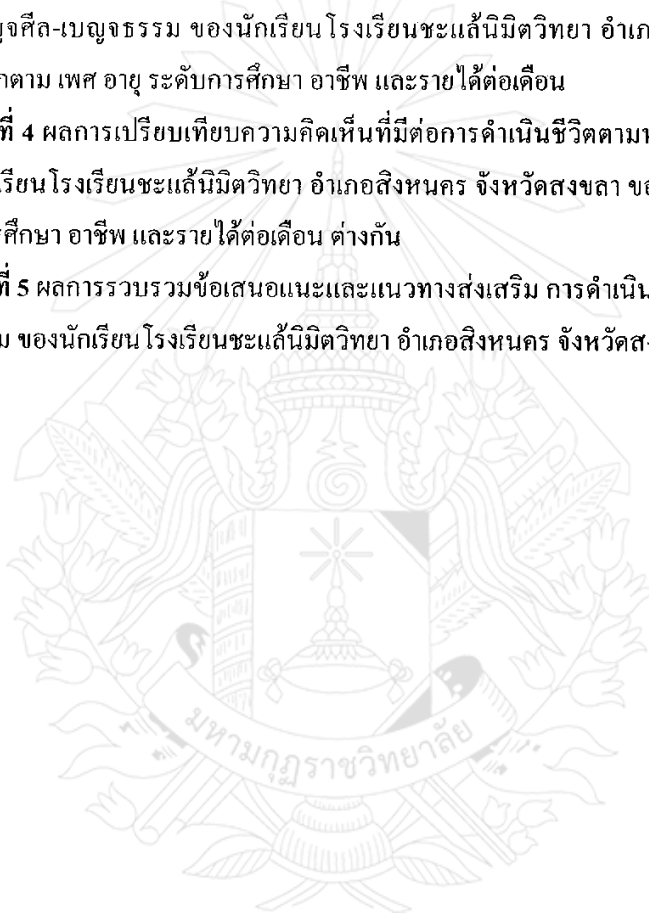 ญจศีล-เบญจธรรม ของนักเรียนโรงเรียนชะแล้นิมิตวิทยา อำเภ
กตาม เพศ อายุ ระดับการศึกษา อาชีพ และรายได้ต่อเดือน
ที่ 4 ผลการเปรียบเทียบความคิดเห็นที่มีต่อการดำเนินชีวิตตาม
เรียนโรงเรียนชะแล้นิมิตวิทยา อำเภอสิงหนคร จังหวัดสงขลา ขอ
ศึกษา อาชีพ และรายได้ต่อเดือน ต่างกัน
ที่ 5 ผลการรวบรวมข้อเสนอแนะและแนวทางส่งเสริม การดำเนิน
ม ของนักเรียนโรงเรียนชะแล้นิมิตวิทยา อำเภอสิงหนคร จังหวัดส
มหามกุฏราชวิทยาลัย